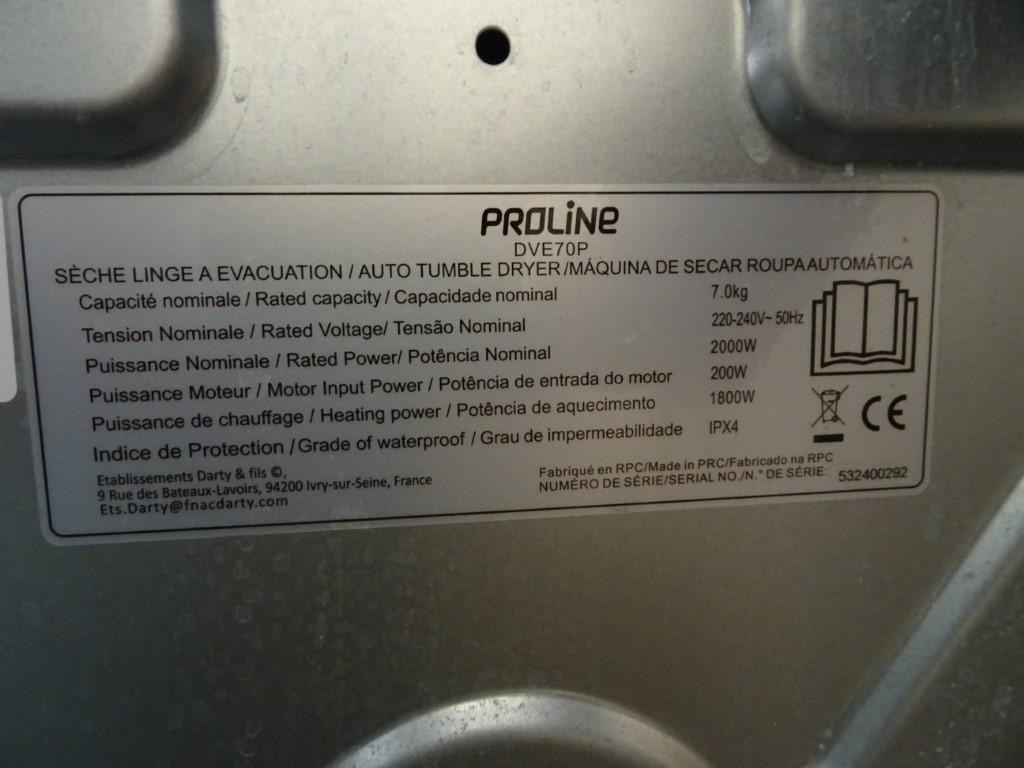 PROLINE
DVE70P
SÈCHE LINGE A EVACUATION / AUTO TUMBLE DRYER /MÁQUINA DE SECAR ROUPA AUTOMÁTICA
Capacité nominale / Rated capacity / Capacidade nominal 7.0kg
Tension Nominale / Rated Voltage/ Tensão Nominal 220-240V~ 50Hz
Puissance Nominale / Rated Power/ Potência Nominal 2000W
Puissance Moteur / Motor Input Power / Potência de entrada do motor 200W
Puissance de chauffage / Heating power / Potência de aquecimento 1800W
Indice de Protection / Grade of waterproof / Grau de impermeabilidade IPX4
CE
Etablissements Darty & fils ©,
9 Rue des Bateaux-Lavoirs, 94200 Ivry-sur-Seine, France
Ets.Darty@fnacdarty.com
Fabriqué en RPC/Made in PRC/Fabricado na RPC
NUMÉRO DE SÉRIE/SERIAL NO./N.° DE SÉRIE: 532400292